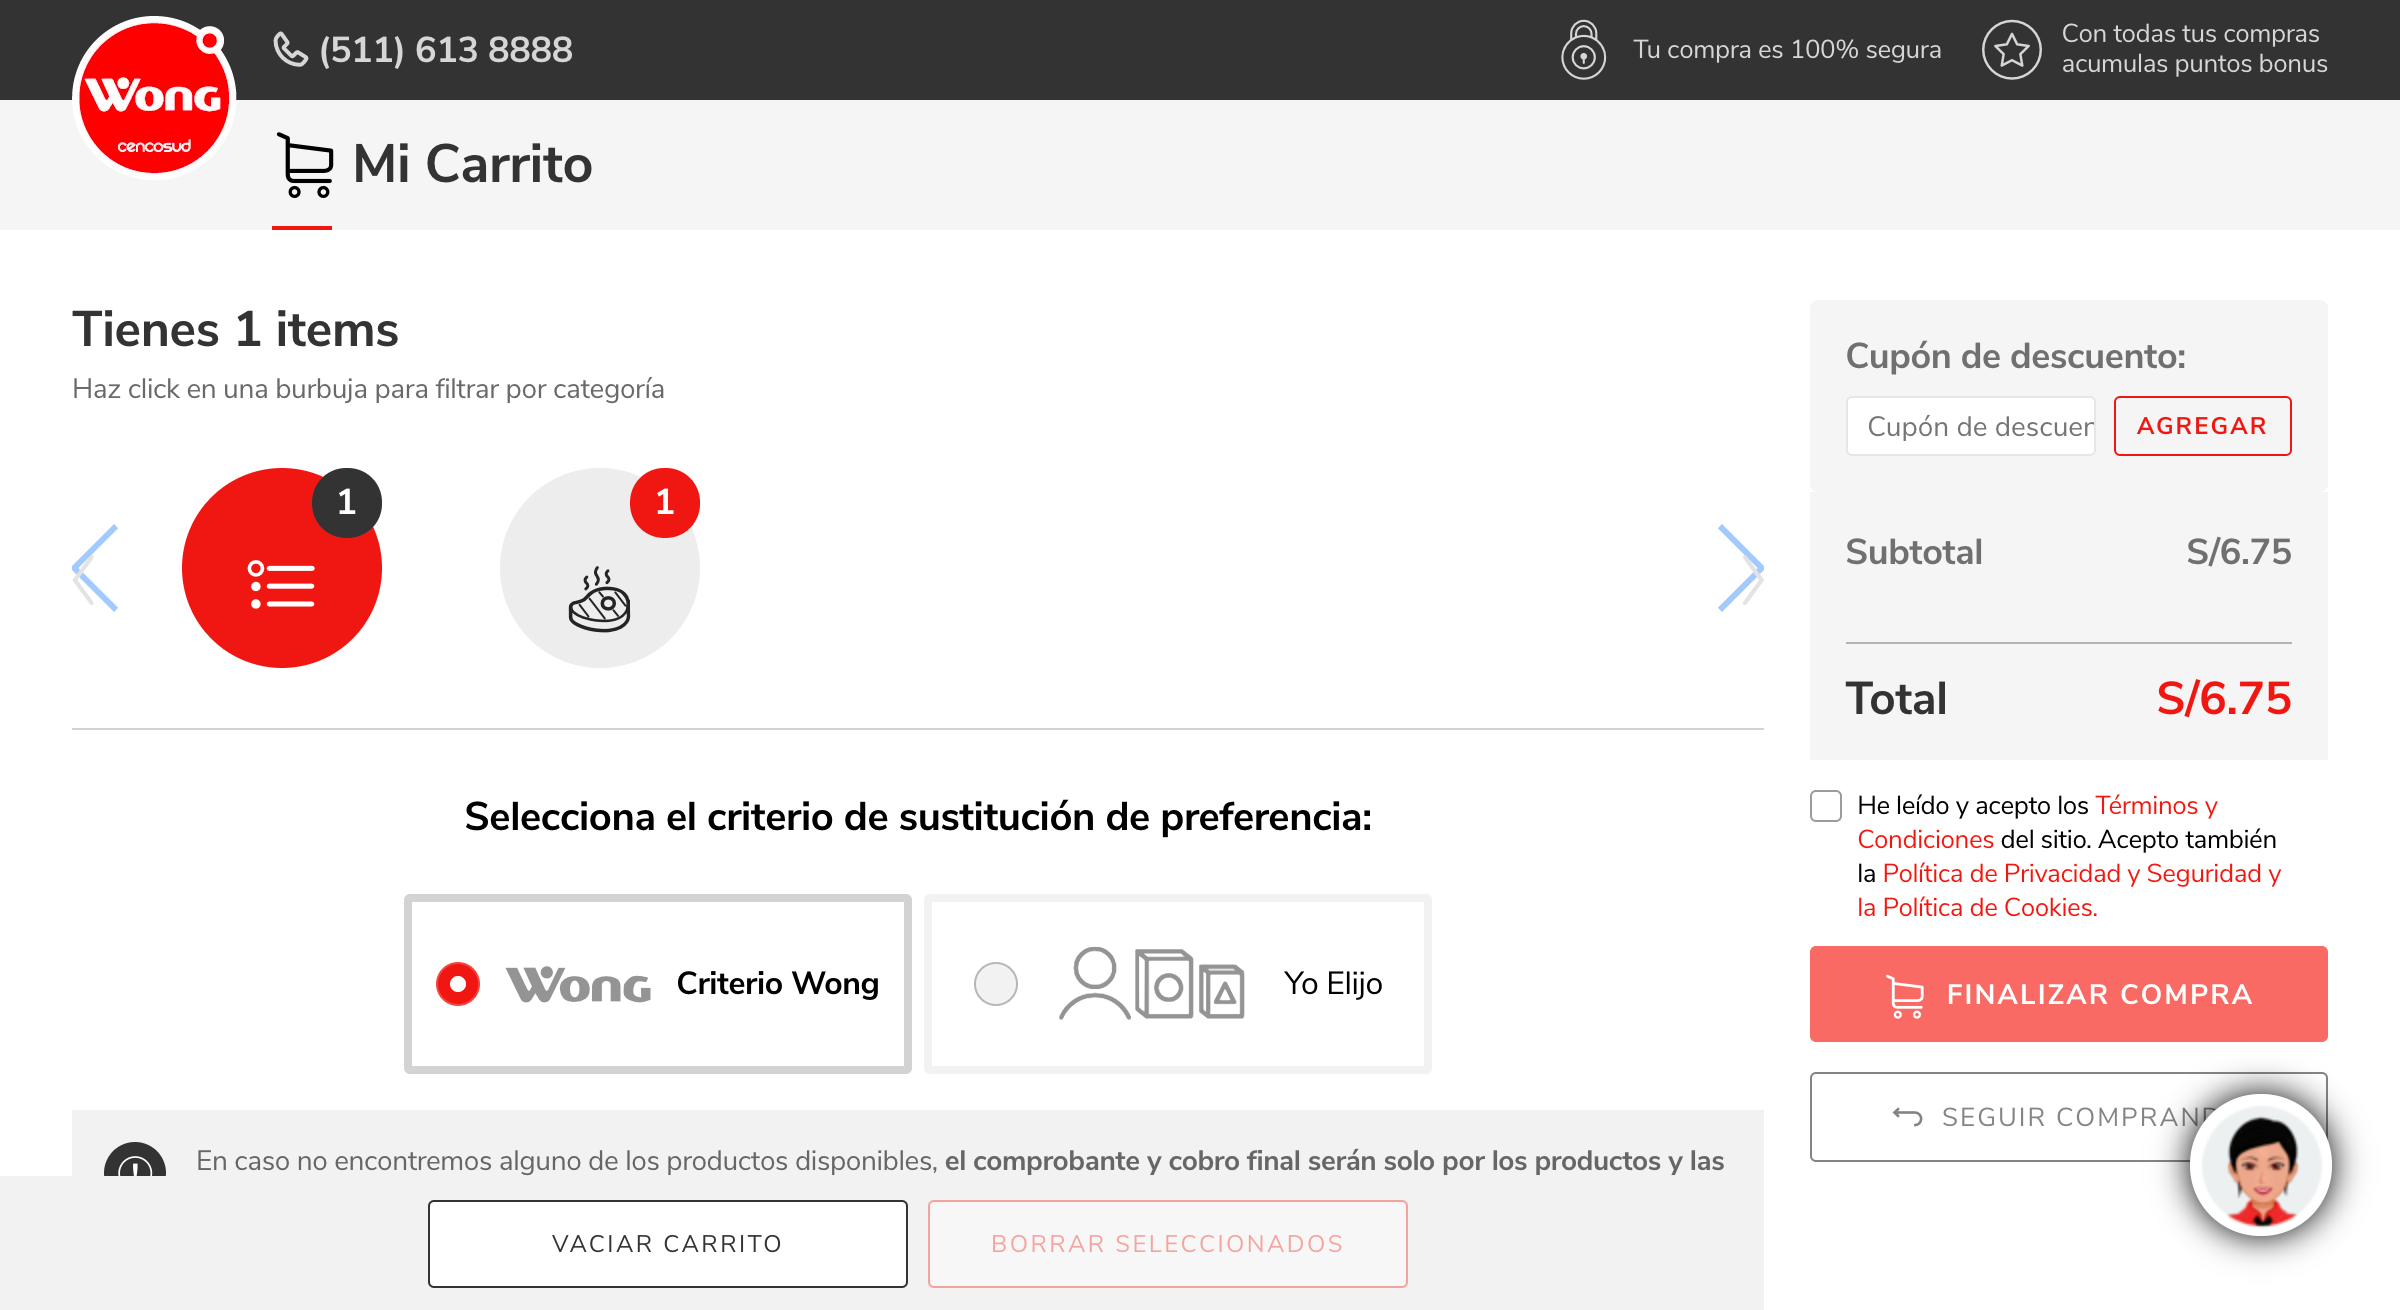 Wong
cencosud
(511) 613 8888
Tu compra es 100% segura
Con todas tus compras
acumulas puntos bonus
Mi Carrito
Tienes 1 items
Haz click en una burbuja para filtrar por categoría
1
1
Selecciona el criterio de sustitución de preferencia:
Wong
Criterio Wong
Yo Elijo
En caso no encontremos alguno de los productos disponibles, el comprobante y cobro final serán solo por los productos y las
VACIAR CARRITO
BORRAR SELECCIONADOS
Cupón de descuento:
Cupón de descuer
AGREGAR
Subtotal
S/6.75
Total
S/6.75
He leído y acepto los Términos y
Condiciones del sitio. Acepto también
la Política de Privacidad y Seguridad y
la Política de Cookies.
FINALIZAR COMPRA
SEGUIR COMPRAND